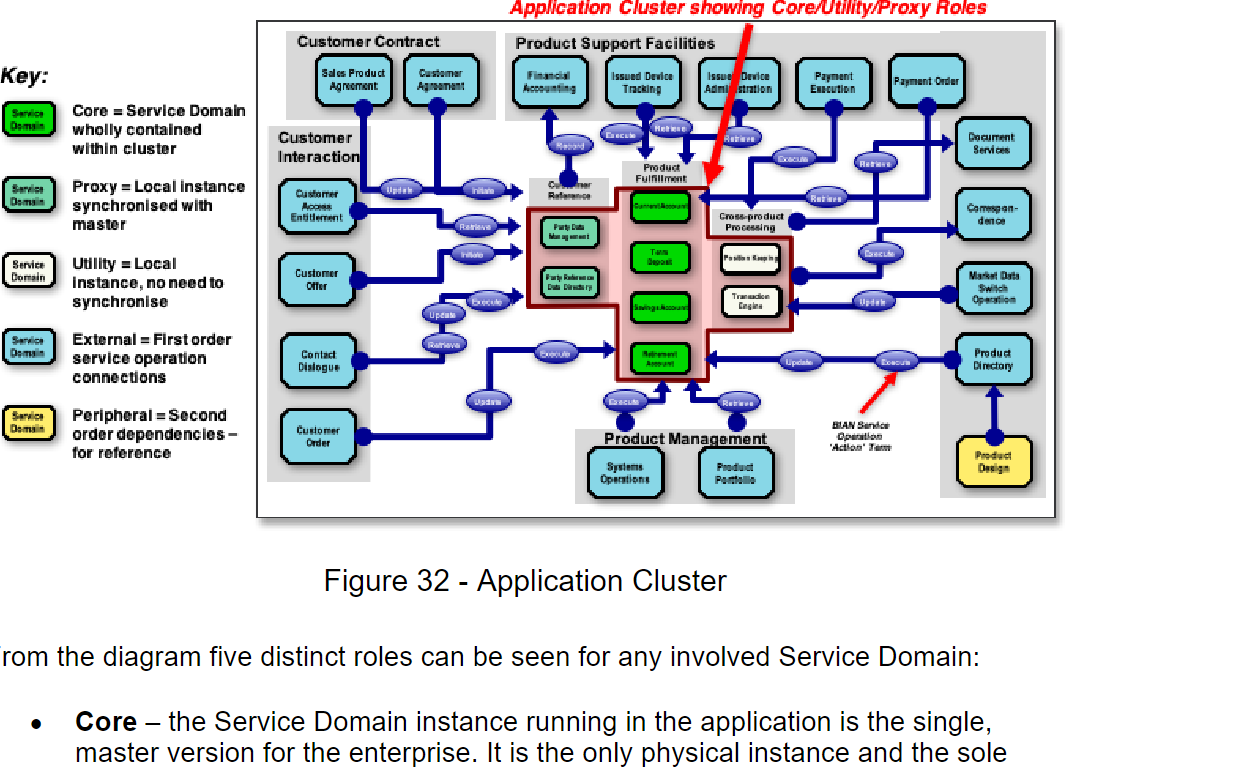 Application Cluster showing Core/Utility/Proxy Roles
Key:
Service
Domain
Core = Service Domain
wholly contained
within cluster
Service
Domain
Proxy = Local instance
synchronised with
master
Service
Domain
Utility = Local
Instance, no need to
synchronise
Service
Domain
External = First order
service operation
connections
Service
Domain
Peripheral = Second
order dependencies –
for reference
Customer Contract
Sales Product
Agreement
Customer
Agreement
Product Support Facilities
Financial
Accounting
Issued Device
Tracking
Issued Device
Administration
Payment
Execution
Payment Order
Customer
Interaction
Customer
Access
Entitlement
Customer
Offer
Contact
Dialogue
Customer
Order
Update
Initiate
Retrieve
Initiate
Execute
Update
Retrieve
Execute
Update
Record
Execute
Retrieve
Retrieve
Execute
Retrieve
Retrieve
Customer
Reference
Party Data
Management
Party Reference
Data Directory
Product
Fulfillment
Current Account
Term
Deposit
Savings Account
Retirement
Account
Cross-product
Processing
Position Keeping
Transaction
Engine
Execute
Update
Update
Execute
Document
Services
Correspon-
dence
Market Data
Switch
Operation
Product
Directory
Product
Design
BIAN Service
Operation
'Action' Term
Execute
Retrieve
Product Management
Systems
Operations
Product
Portfolio
Figure 32 - Application Cluster
rom the diagram five distinct roles can be seen for any involved Service Domain:
• Core – the Service Domain instance running in the application is the single,
master version for the enterprise. It is the only physical instance and the sole